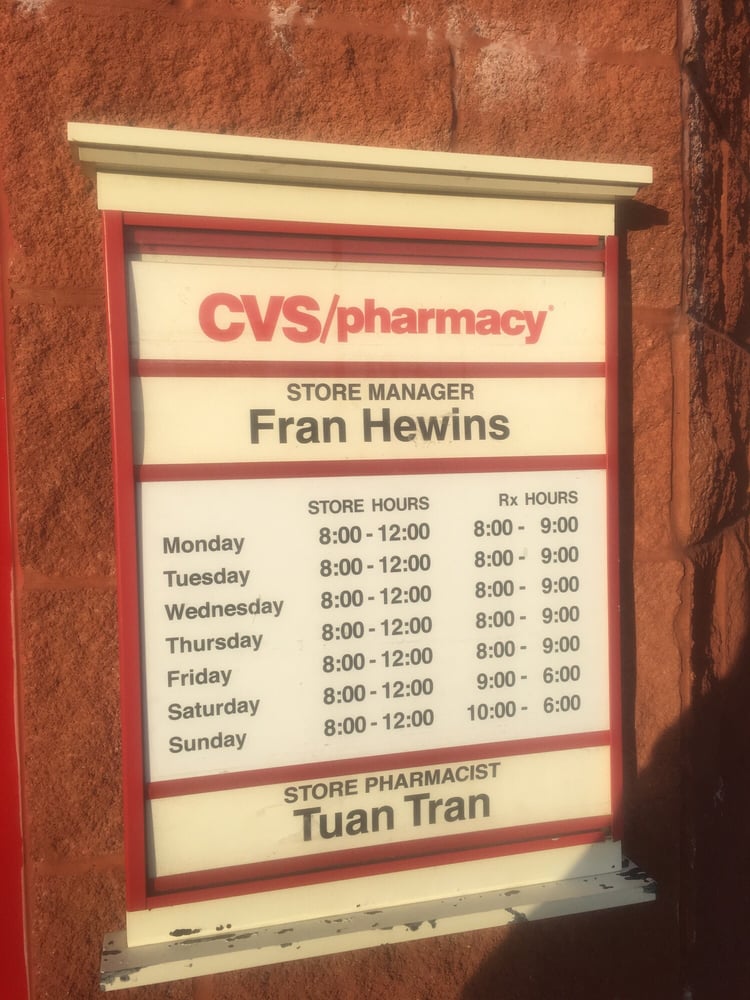 CVS/pharmacy®
STORE MANAGER
Fran Hewins
STORE HOURS Rx HOURS
Monday 8:00 - 12:00 8:00 - 9:00
Tuesday 8:00 - 12:00 8:00 - 9:00
Wednesday 8:00 - 12:00 8:00 - 9:00
Thursday 8:00 - 12:00 8:00 - 9:00
Friday 8:00 - 12:00 8:00 - 9:00
Saturday 8:00 - 12:00 9:00 - 6:00
Sunday 8:00 - 12:00 10:00 - 6:00
STORE PHARMACIST
Tuan Tran